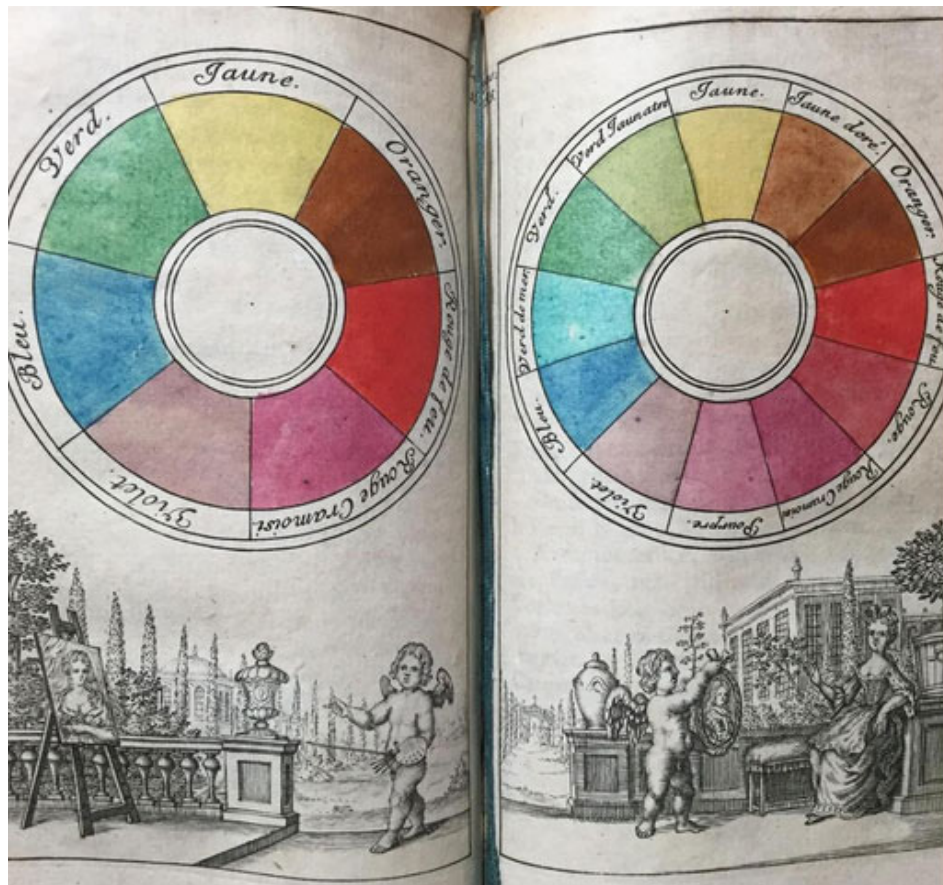 Jaune.
Oranger.
Rouge de feu.
Rouge Cramoisi
Violet.
Bleu.
Verd.
Jaune.
Jaune doré.
Oranger.
Rouge de feu
Rouge.
Rouge Cramoisi
Pourpre.
Violet.
Bleu.
Verd de mer.
Verd.
Verd Jaunatre